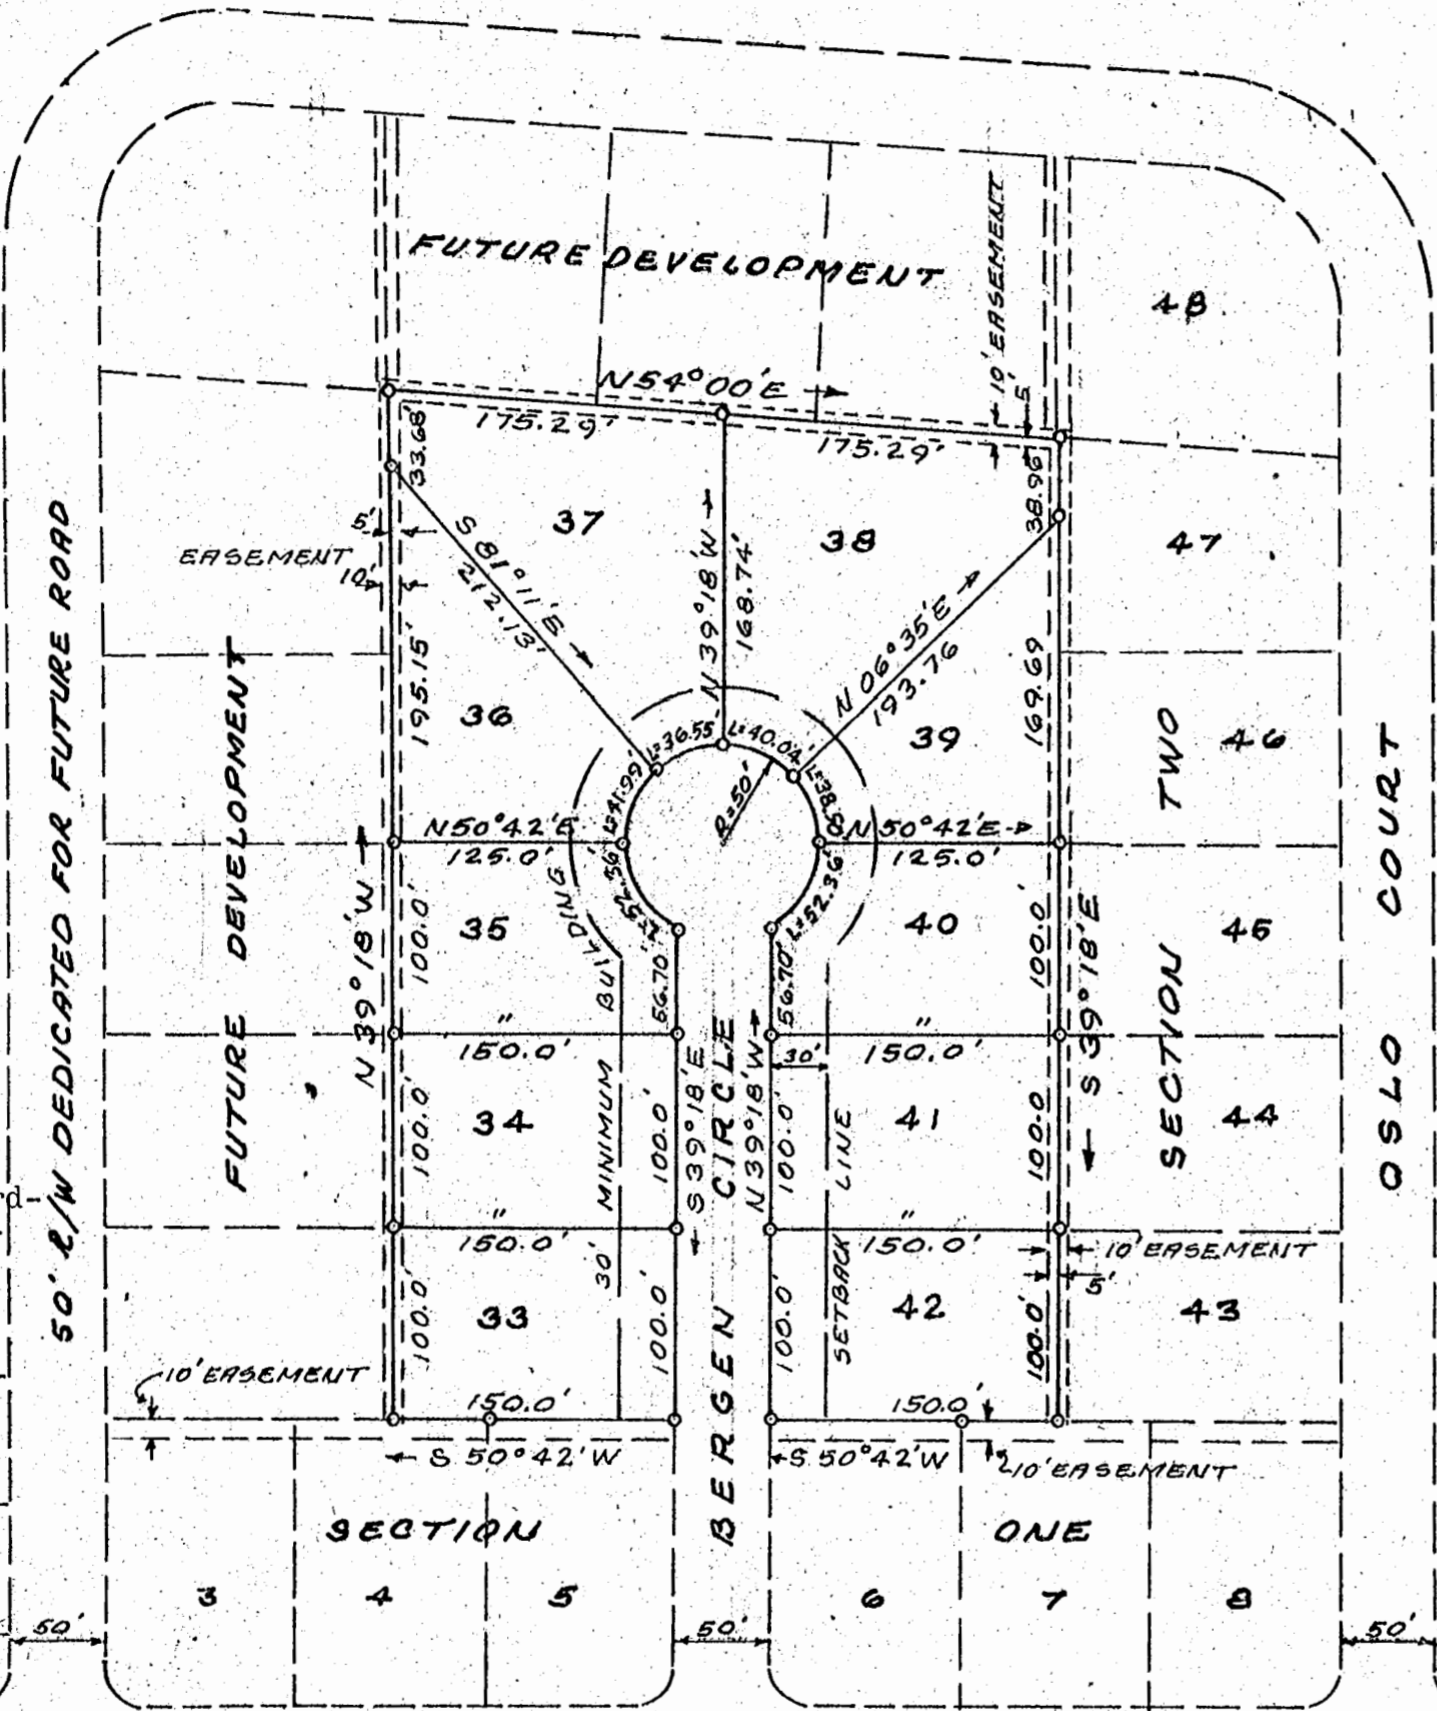 FUTURE DEVELOPMENT
10' EASEMENT
5'
48
N54°00'E
175.29'
175.29'
33.68'
38.96
37
38
47
5'
EASEMENT
10'
S 81°11'E
212.13'
N 39°18'W
168.74'
N 06°35'E
193.76
195.15'
169.69
36
39
46
L=36.55'
L=40.04'
L=41.99'
R=50'
N50°42'E
125.0'
N 50°42'E
125.0'
L=52.36'
50' R/W DEDICATED FOR FUTURE ROAD
FUTURE DEVELOPMENT
N 39°18'W
35
40
45
100.0'
100.0'
56.70'
56.70'
S 39°18'E
SECTION TWO
OSLO COURT
"
150.0'
"
150.0'
30'
34
41
44
100.0'
100.0'
S39°18'E
N39°18'W
100.0'
100.0
30' MINIMUM BUILDING
SETBACK LINE
BERGEN CIRCLE
d-
"
150.0'
"
150.0'
10' EASEMENT
5'
33
42
43
100.0'
100.0'
100.0'
100.0'
10' EASEMENT
150.0'
150.0
S 50°42'W
S 50°42'W
10' EASEMENT
SECTION
ONE
3
4
5
6
7
8
50'
50'
50'